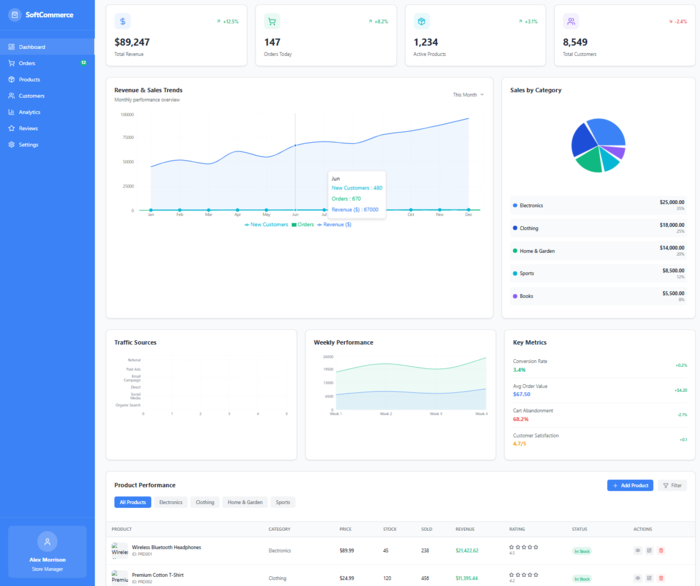 SoftCommerce
Dashboard
Orders 12
Products
Customers
Analytics
Reviews
Settings
Alex Morrison
Store Manager
+12.5%
$89,247
Total Revenue
+8.2%
147
Orders Today
+3.1%
1,234
Active Products
-2.4%
8,549
Total Customers
Revenue & Sales Trends
Monthly performance overview
This Month
100000
75000
50000
25000
0
Jan Feb Mar Apr May Jun Oct Nov Dec
Jun
New Customers : 480
Orders : 870
Revenue ($) : 67000
New Customers Orders Revenue ($)
Sales by Category
Electronics $25,000.00
35%
Clothing $18,000.00
25%
Home & Garden $14,000.00
20%
Sports $8,500.00
12%
Books $5,500.00
8%
Traffic Sources
Referral
Paid Ads
Email
Campaign
Direct
Social
Media
Organic Search
0 1 2 3 4 5
Weekly Performance
20000
15000
10000
5000
0
Week 1 Week 2 Week 3 Week 4
Key Metrics
Conversion Rate
3.4% +0.2%
Avg Order Value
$67.50 +$4.20
Cart Abandonment
68.2% -2.1%
Customer Satisfaction
4.7/5 +0.1
Product Performance
+ Add Product Filter
All Products Electronics Clothing Home & Garden Sports
PRODUCT CATEGORY PRICE STOCK SOLD REVENUE RATING STATUS ACTIONS
Wireless Bluetooth Headphones Electronics $89.99 45 238 $21,422.62 In Stock
ID: PRD001
Premium Cotton T-Shirt Clothing $24.99 120 456 $11,395.44 In Stock
ID: PRD002